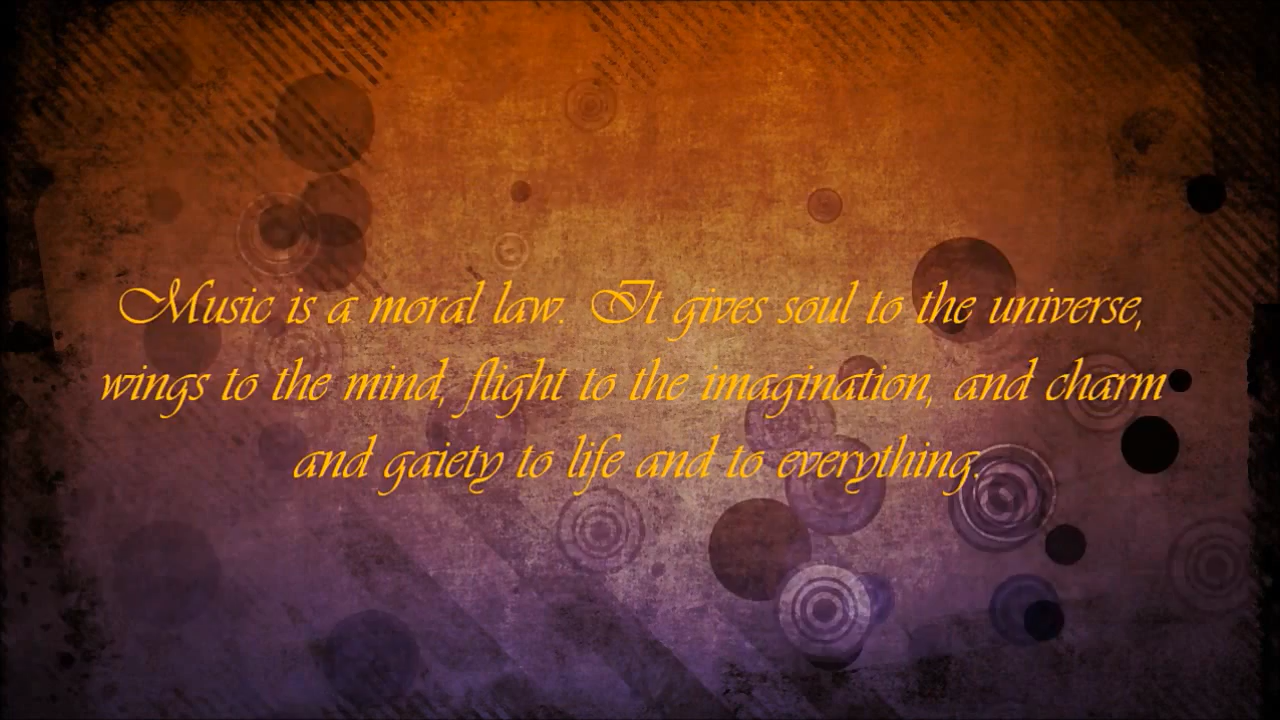 Music is a moral law. It gives soul to the universe,
wings to the mind, flight to the imagination, and charm
and gaiety to life and to everything.